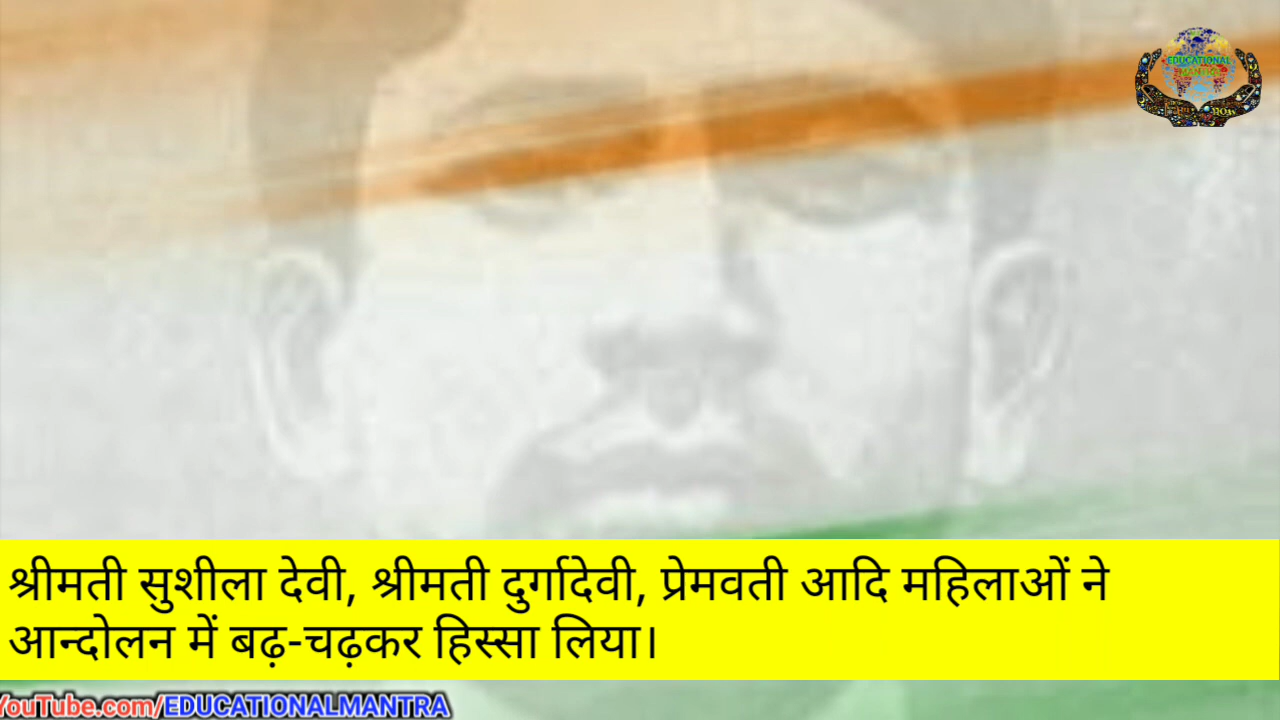 EDUCATIONAL
MANTRA
श्रीमती सुशीला देवी, श्रीमती दुर्गादेवी, प्रेमवती आदि महिलाओं ने
आन्दोलन में बढ़-चढ़कर हिस्सा लिया।
YouTube.com/EDUCATIONALMANTRA